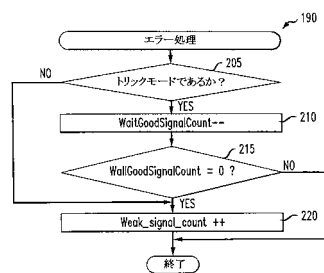 190
エラー処理
205
NO
トリックモードであるか?
YES
210
WaitGoodSignalCount--
215
WaitGoodSignalCount = 0 ?
NO
YES
220
Weak_signal_count ++
終了